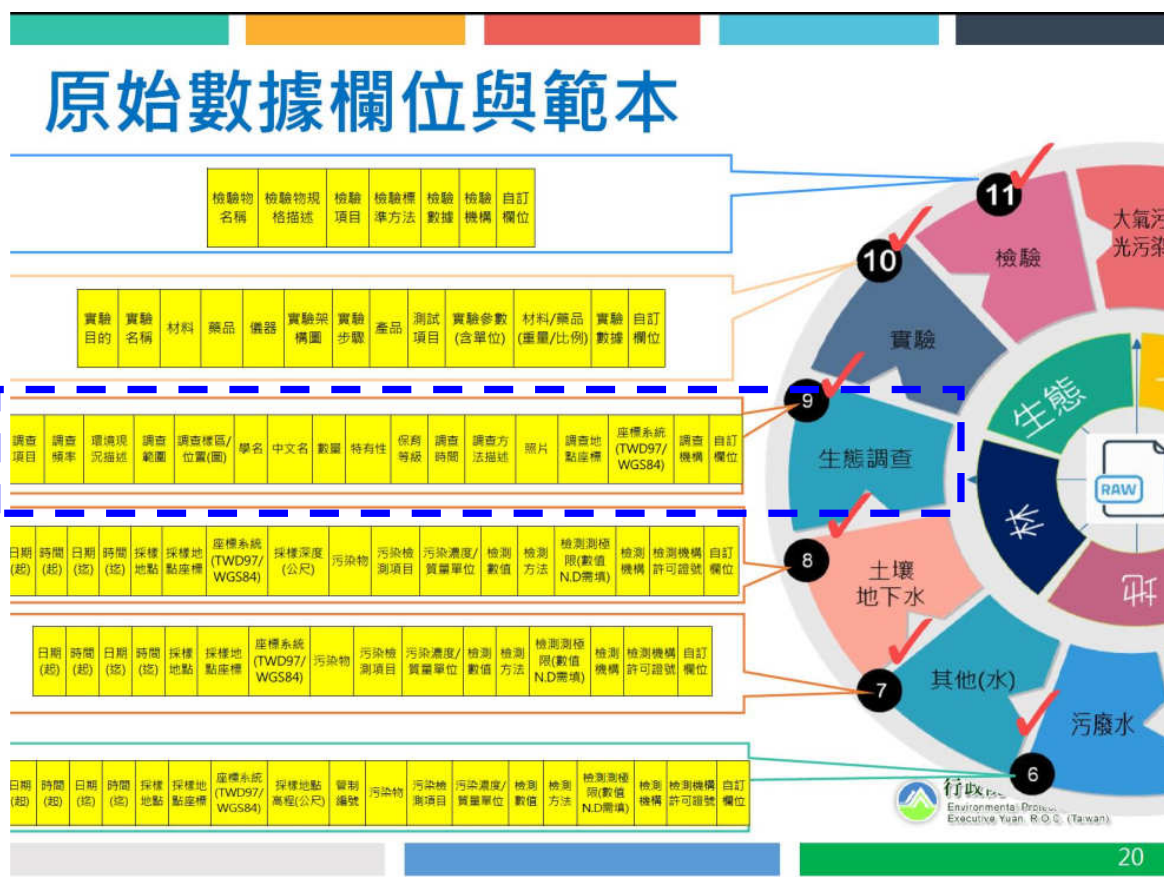 原始數據欄位與範本
檢驗物名稱 檢驗物規格描述 檢驗項目 檢驗標準方法 檢驗數據 檢驗機構 自訂欄位
實驗目的 實驗名稱 材料 藥品 儀器 實驗架構圖 實驗步驟 產品 測試項目 實驗參數(含單位) 材料/藥品(重量/比例) 實驗數據 自訂欄位
調查項目 調查頻率 環境現況描述 調查範圍 調查樣區/位置(圖) 學名 中文名 數量 特有性 保育等級 調查時間 調查方法描述 照片 調查地點座標 座標系統(TWD97/WGS84) 調查機構 自訂欄位
日期(起) 時間(起) 日期(迄) 時間(迄) 採樣地點 採樣地點座標 座標系統(TWD97/WGS84) 採樣深度(公尺) 污染物 污染檢測項目 污染濃度/質量單位 檢測數值 檢測方法 檢測測極限(數值N.D需填) 檢測機構 檢測機構許可證號 自訂欄位
日期(起) 時間(起) 日期(迄) 時間(迄) 採樣地點 採樣地點座標 座標系統(TWD97/WGS84) 污染物 污染檢測項目 污染濃度/質量單位 檢測數值 檢測方法 檢測測極限(數值N.D需填) 檢測機構 檢測機構許可證號 自訂欄位
日期(起) 時間(起) 日期(迄) 時間(迄) 採樣地點 採樣地點座標 座標系統(TWD97/WGS84) 採樣地點高程(公尺) 管制編號 污染物 污染檢測項目 污染濃度/質量單位 檢測數值 檢測方法 檢測測極限(數值N.D需填) 檢測機構 檢測機構許可證號 自訂欄位
11
檢驗
大氣污
光污染
10
實驗
9
生態調查
8
土壤
地下水
7
其他(水)
6
污廢水
生態
林
地
RAW
行政
Environmental Protec
Executive Yuan, R.O.C. (Taiwan)
20